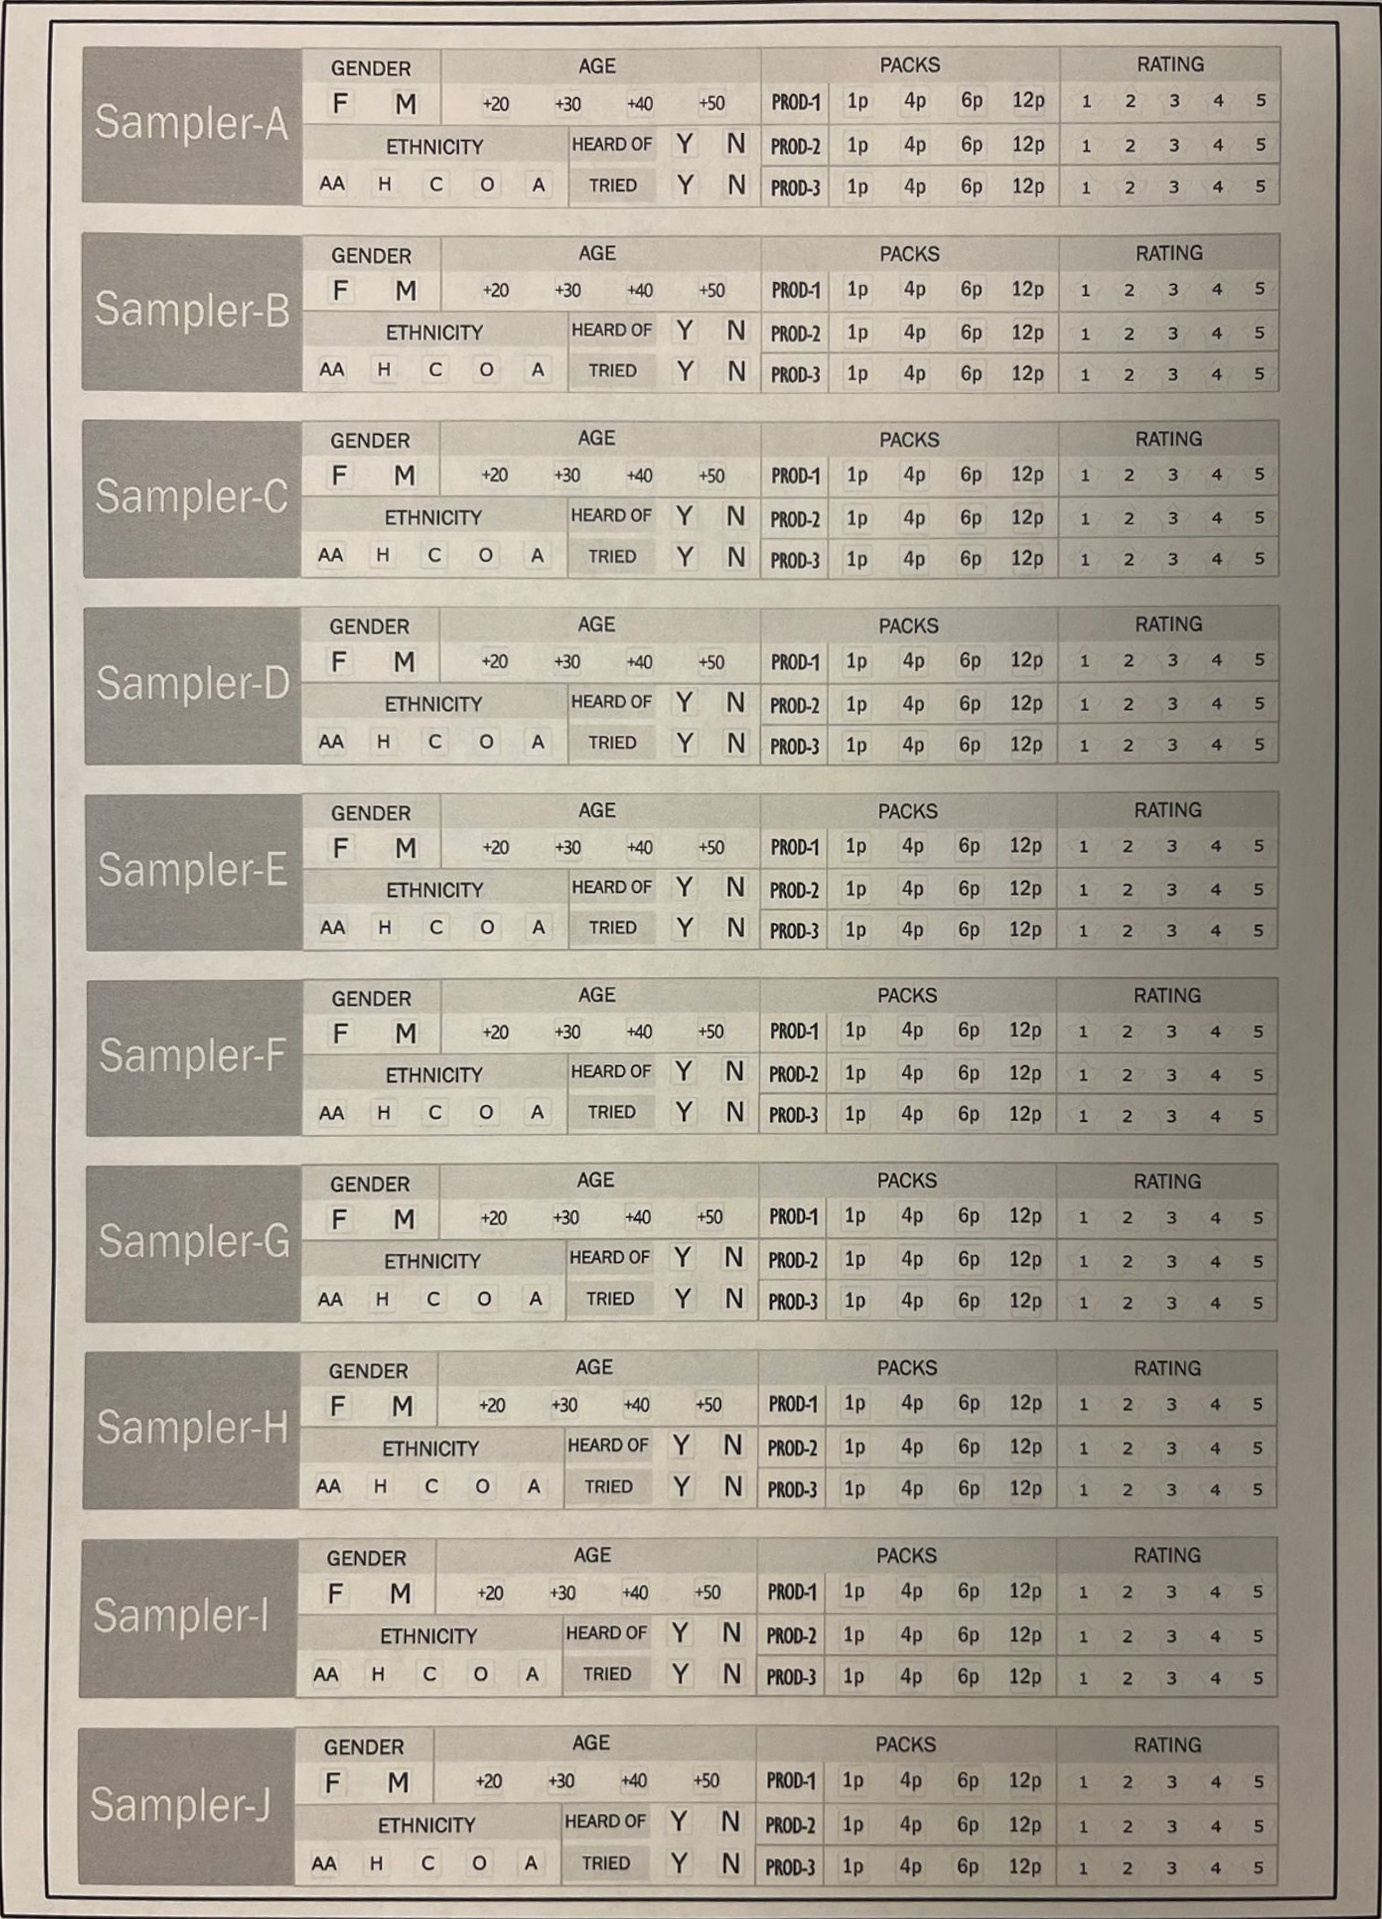 Sampler-A
GENDER AGE PACKS RATING
F M +20 +30 +40 +50 PROD-1 1p 4p 6p 12p 1 2 3 4 5
ETHNICITY HEARD OF Y N PROD-2 1p 4p 6p 12p 1 2 3 4 5
AA H C O A TRIED Y N PROD-3 1p 4p 6p 12p 1 2 3 4 5
Sampler-B
GENDER AGE PACKS RATING
F M +20 +30 +40 +50 PROD-1 1p 4p 6p 12p 1 2 3 4 5
ETHNICITY HEARD OF Y N PROD-2 1p 4p 6p 12p 1 2 3 4 5
AA H C O A TRIED Y N PROD-3 1p 4p 6p 12p 1 2 3 4 5
Sampler-C
GENDER AGE PACKS RATING
F M +20 +30 +40 +50 PROD-1 1p 4p 6p 12p 1 2 3 4 5
ETHNICITY HEARD OF Y N PROD-2 1p 4p 6p 12p 1 2 3 4 5
AA H C O A TRIED Y N PROD-3 1p 4p 6p 12p 1 2 3 4 5
Sampler-D
GENDER AGE PACKS RATING
F M +20 +30 +40 +50 PROD-1 1p 4p 6p 12p 1 2 3 4 5
ETHNICITY HEARD OF Y N PROD-2 1p 4p 6p 12p 1 2 3 4 5
AA H C O A TRIED Y N PROD-3 1p 4p 6p 12p 1 2 3 4 5
Sampler-E
GENDER AGE PACKS RATING
F M +20 +30 +40 +50 PROD-1 1p 4p 6p 12p 1 2 3 4 5
ETHNICITY HEARD OF Y N PROD-2 1p 4p 6p 12p 1 2 3 4 5
AA H C O A TRIED Y N PROD-3 1p 4p 6p 12p 1 2 3 4 5
Sampler-F
GENDER AGE PACKS RATING
F M +20 +30 +40 +50 PROD-1 1p 4p 6p 12p 1 2 3 4 5
ETHNICITY HEARD OF Y N PROD-2 1p 4p 6p 12p 1 2 3 4 5
AA H C O A TRIED Y N PROD-3 1p 4p 6p 12p 1 2 3 4 5
Sampler-G
GENDER AGE PACKS RATING
F M +20 +30 +40 +50 PROD-1 1p 4p 6p 12p 1 2 3 4 5
ETHNICITY HEARD OF Y N PROD-2 1p 4p 6p 12p 1 2 3 4 5
AA H C O A TRIED Y N PROD-3 1p 4p 6p 12p 1 2 3 4 5
Sampler-H
GENDER AGE PACKS RATING
F M +20 +30 +40 +50 PROD-1 1p 4p 6p 12p 1 2 3 4 5
ETHNICITY HEARD OF Y N PROD-2 1p 4p 6p 12p 1 2 3 4 5
AA H C O A TRIED Y N PROD-3 1p 4p 6p 12p 1 2 3 4 5
Sampler-I
GENDER AGE PACKS RATING
F M +20 +30 +40 +50 PROD-1 1p 4p 6p 12p 1 2 3 4 5
ETHNICITY HEARD OF Y N PROD-2 1p 4p 6p 12p 1 2 3 4 5
AA H C O A TRIED Y N PROD-3 1p 4p 6p 12p 1 2 3 4 5
Sampler-J
GENDER AGE PACKS RATING
F M +20 +30 +40 +50 PROD-1 1p 4p 6p 12p 1 2 3 4 5
ETHNICITY HEARD OF Y N PROD-2 1p 4p 6p 12p 1 2 3 4 5
AA H C O A TRIED Y N PROD-3 1p 4p 6p 12p 1 2 3 4 5